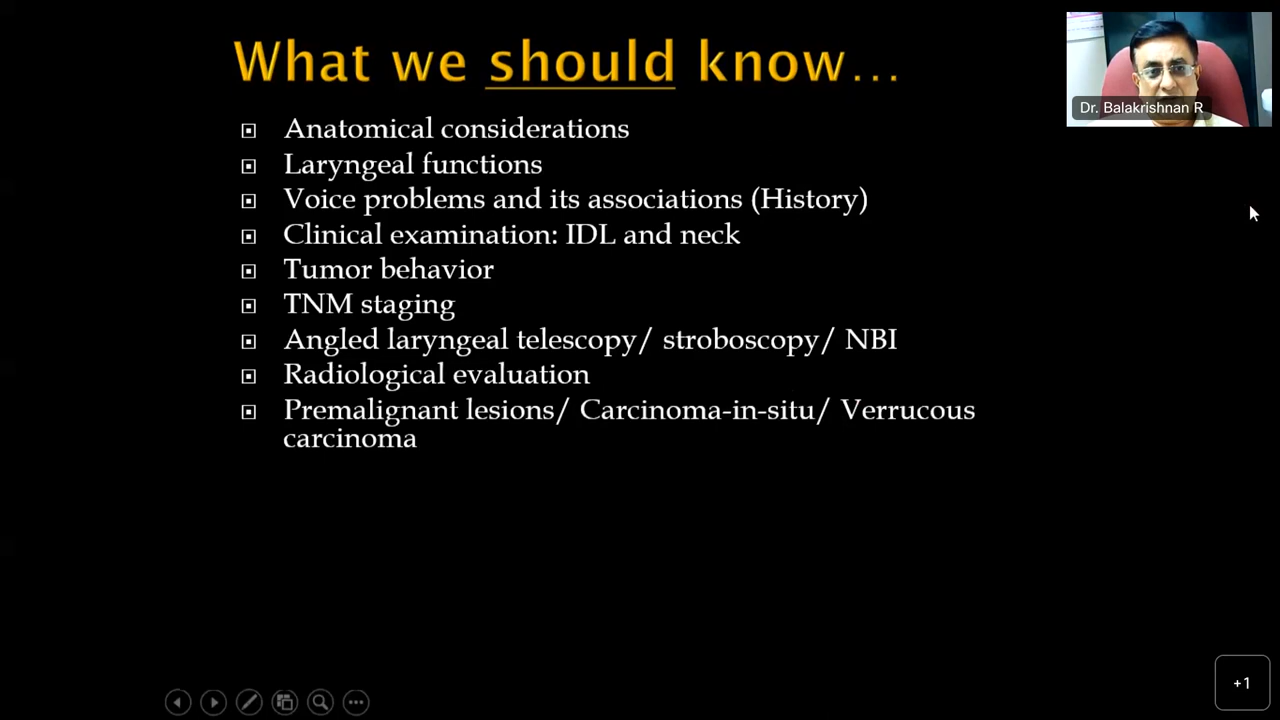 What we should know...
Dr. Balakrishnan R
Anatomical considerations
Laryngeal functions
Voice problems and its associations (History)
Clinical examination: IDL and neck
Tumor behavior
TNM staging
Angled laryngeal telescopy/ stroboscopy/ NBI
Radiological evaluation
Premalignant lesions/ Carcinoma-in-situ/ Verrucous
carcinoma
+1